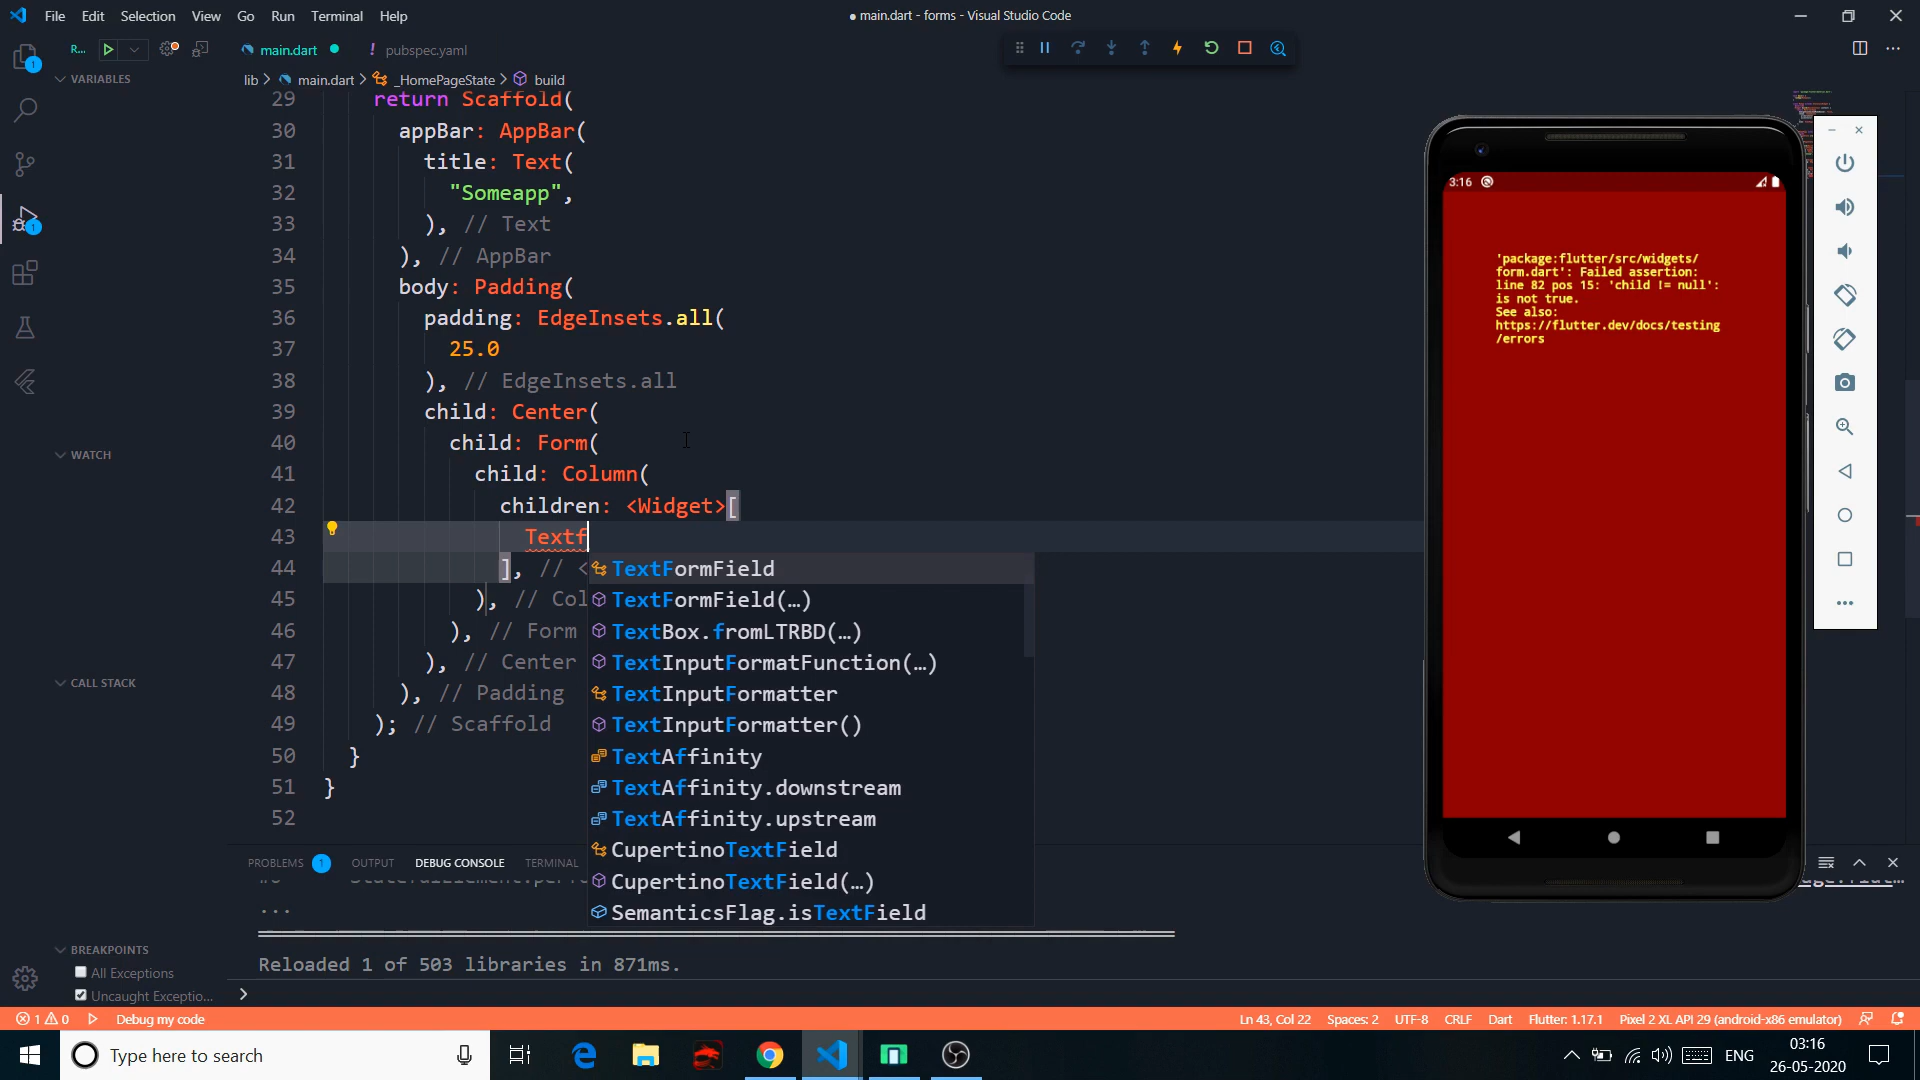 File Edit Selection View Go Run Terminal Help
● main.dart - forms - Visual Studio Code
R...
main.dart
! pubspec.yaml
lib > main.dart > _HomePageState > build
VARIABLES
WATCH
CALL STACK
BREAKPOINTS
All Exceptions
Uncaught Exceptio...
29 return Scaffold(
30 appBar: AppBar(
31 title: Text(
32 "Someapp",
33 ), // Text
34 ), // AppBar
35 body: Padding(
36 padding: EdgeInsets.all(
37 25.0
38 ), // EdgeInsets.all
39 child: Center(
40 child: Form(
41 child: Column(
42 children: <Widget>[
43 Textf
44 ], // <
45 ), // Col
46 ), // Form
47 ), // Center
48 ), // Padding
49 ); // Scaffold
50 }
51 }
52
TextFormField
TextFormField(…)
TextBox.fromLTRBD(…)
TextInputFormatFunction(…)
TextInputFormatter
TextInputFormatter()
TextAffinity
TextAffinity.downstream
TextAffinity.upstream
CupertinoTextField
CupertinoTextField(…)
SemanticsFlag.isTextField
PROBLEMS 1 OUTPUT DEBUG CONSOLE TERMINAL
...
Reloaded 1 of 503 libraries in 871ms.
3:16
'package:flutter/src/widgets/
form.dart': Failed assertion:
line 82 pos 15: 'child != null':
is not true.
See also:
https://flutter.dev/docs/testing
/errors
1 0 Debug my code
Ln 43, Col 22 Spaces: 2 UTF-8 CRLF Dart Flutter: 1.17.1 Pixel 2 XL API 29 (android-x86 emulator)
Type here to search
ENG
03:16
26-05-2020